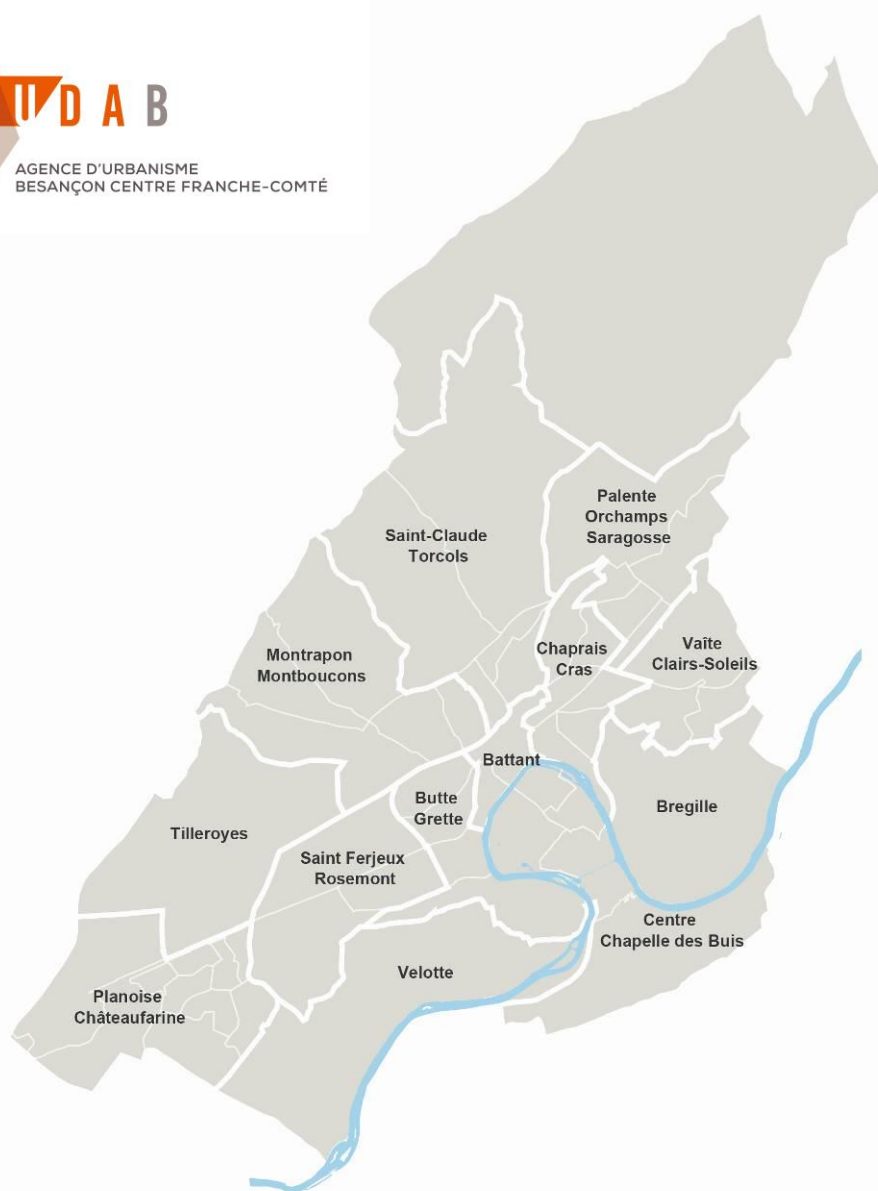 UDAB
AGENCE D'URBANISME
BESANÇON CENTRE FRANCHE-COMTÉ
Palente
Orchamps
Saragosse
Saint-Claude
Torcols
Chaprais
Cras
Vaîte
Clairs-Soleils
Montrapon
Montboucons
Battant
Butte
Grette
Bregille
Tilleroyes
Saint Ferjeux
Rosemont
Centre
Chapelle des Buis
Velotte
Planoise
Châteaufarine